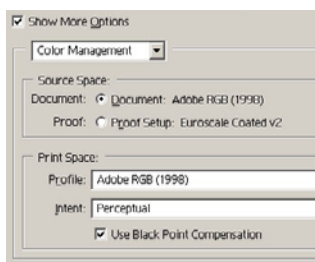 Show More Options
Color Management
Source Space:
Document: Document: Adobe RGB (1998)
Proof: Proof Setup: Euroscale Coated v2
Print Space:
Profile: Adobe RGB (1998)
Intent: Perceptual
Use Black Point Compensation